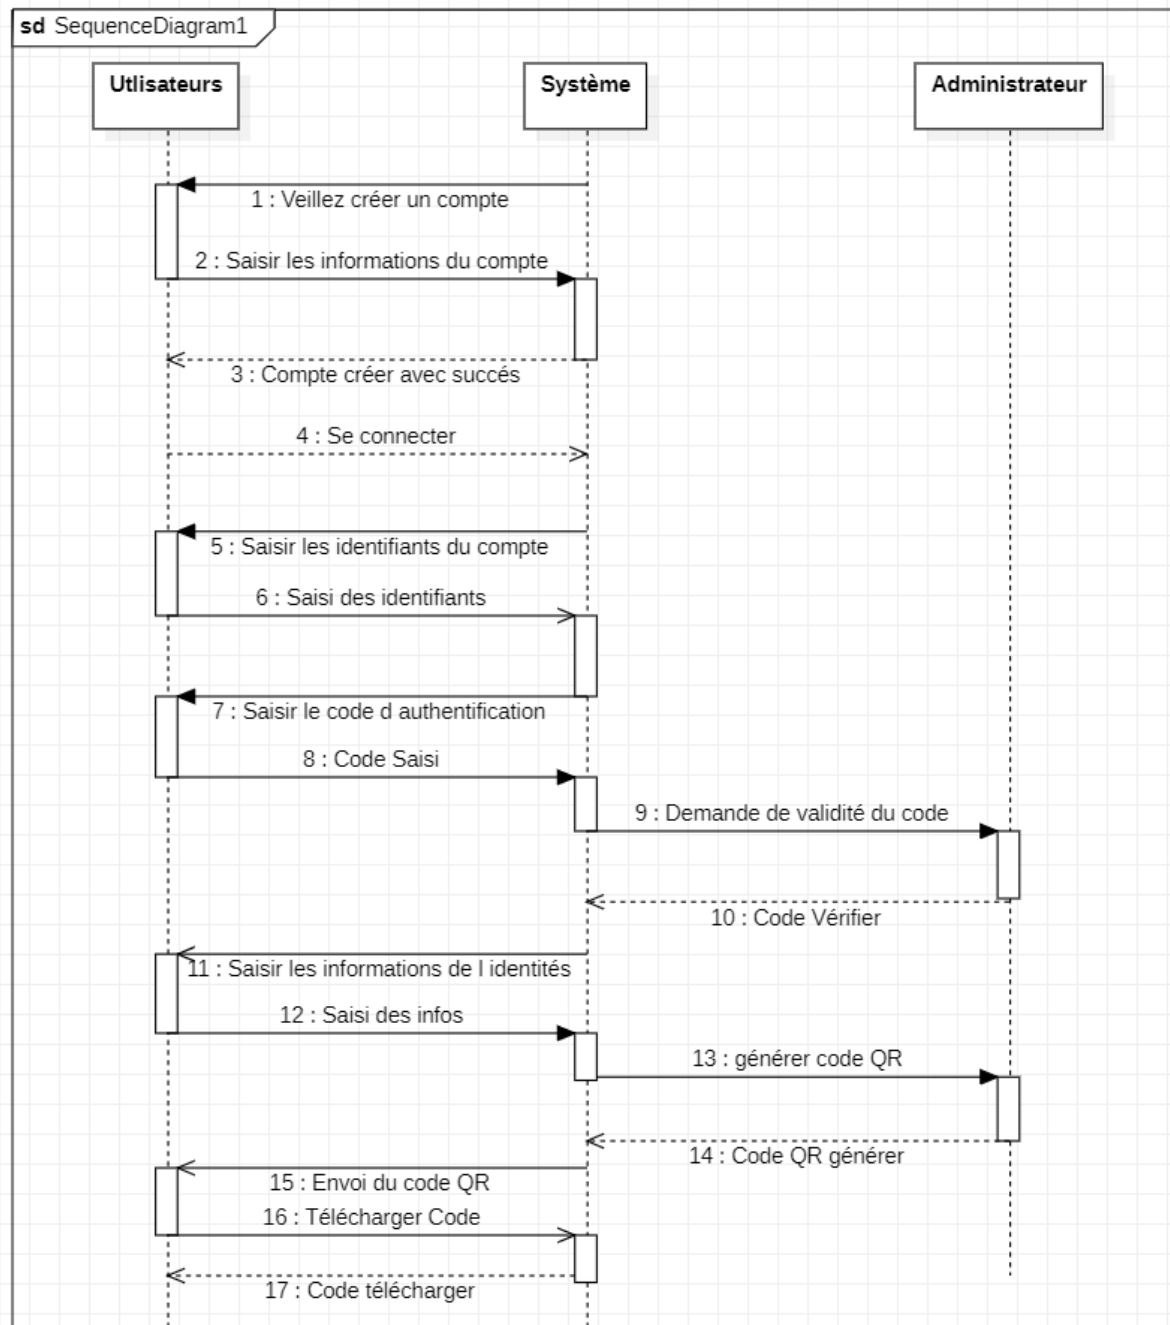 sd SequenceDiagram1
Utlisateurs
Système
Administrateur
1 : Veillez créer un compte
2 : Saisir les informations du compte
3 : Compte créer avec succés
4 : Se connecter
5 : Saisir les identifiants du compte
6 : Saisi des identifiants
7 : Saisir le code d authentification
8 : Code Saisi
9 : Demande de validité du code
10 : Code Vérifier
11 : Saisir les informations de l identités
12 : Saisi des infos
13 : générer code QR
14 : Code QR générer
15 : Envoi du code QR
16 : Télécharger Code
17 : Code télécharger